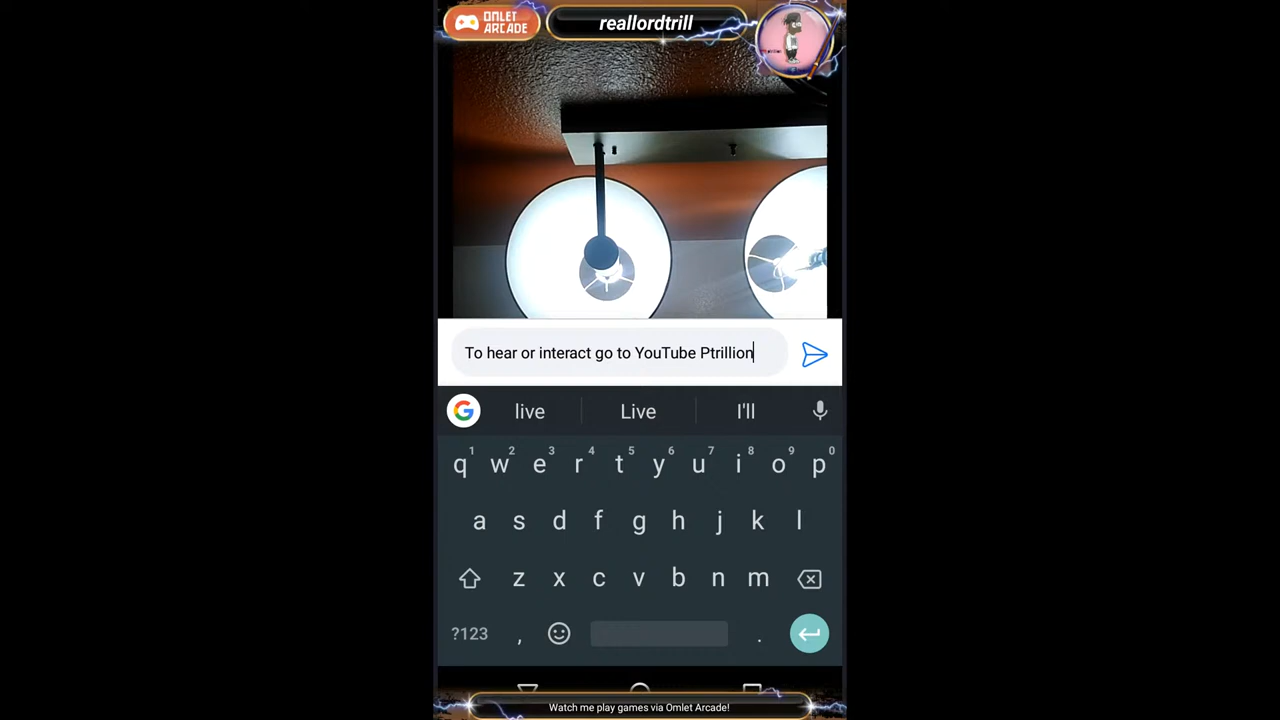 OMLET
ARCADE
reallordtrill
To hear or interact go to YouTube Ptrillion
live Live I'll
1 2 3 4 5 6 7 8 9 0
q w e r t y u i o p
a s d f g h j k l
z x c v b n m
?123 , .
Watch me play games via Omlet Arcade!